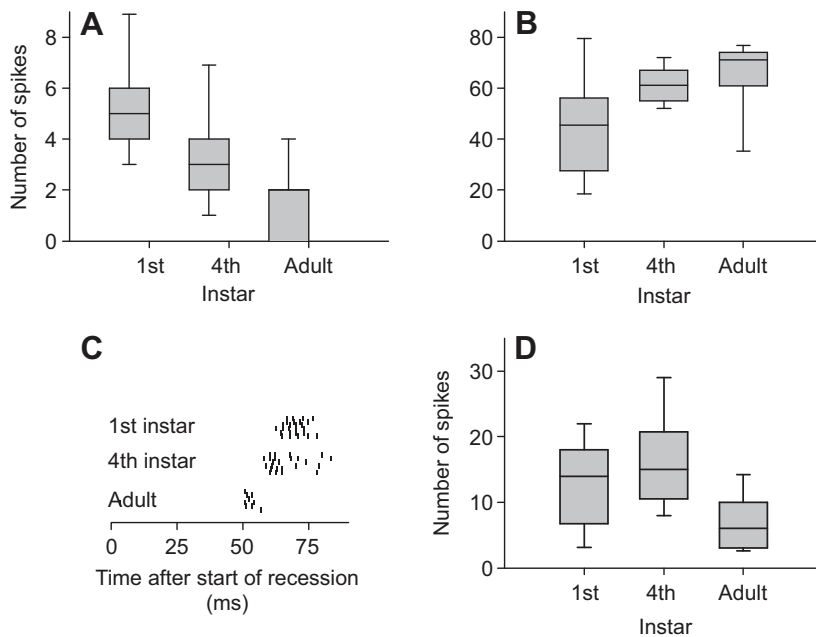 A
Number of spikes
8
6
4
2
0
1st 4th Adult
Instar
B
80
60
40
20
0
1st 4th Adult
Instar
C
1st instar
4th instar
Adult
0 25 50 75
Time after start of recession
(ms)
D
Number of spikes
30
20
10
0
1st 4th Adult
Instar